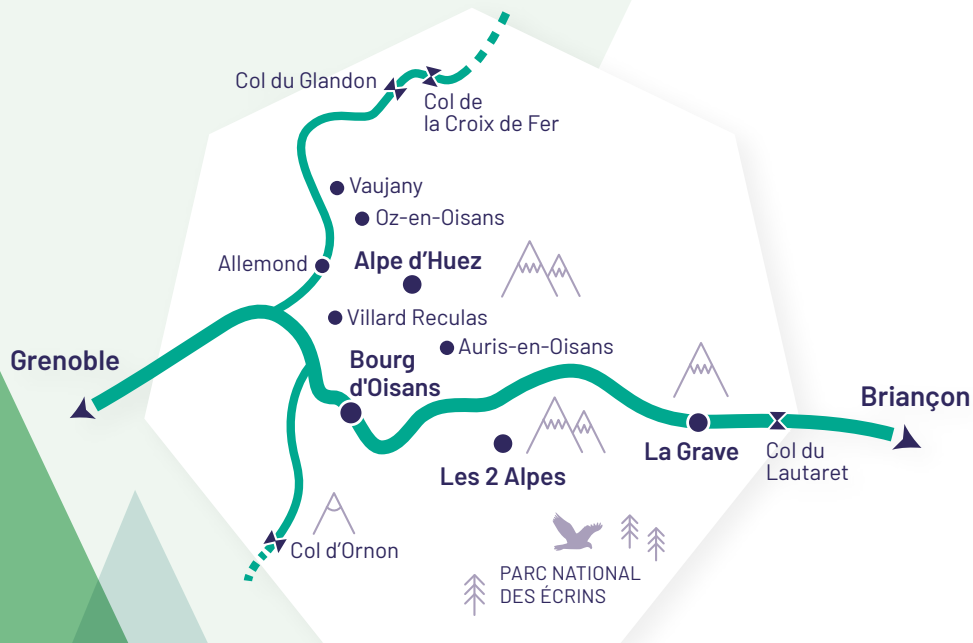 Col du Glandon
Col de
la Croix de Fer
Vaujany
Oz-en-Oisans
Allemond
Alpe d’Huez
Villard Reculas
Auris-en-Oisans
Grenoble
Bourg
d'Oisans
Briançon
La Grave
Col du
Lautaret
Les 2 Alpes
Col d’Ornon
PARC NATIONAL
DES ÉCRINS